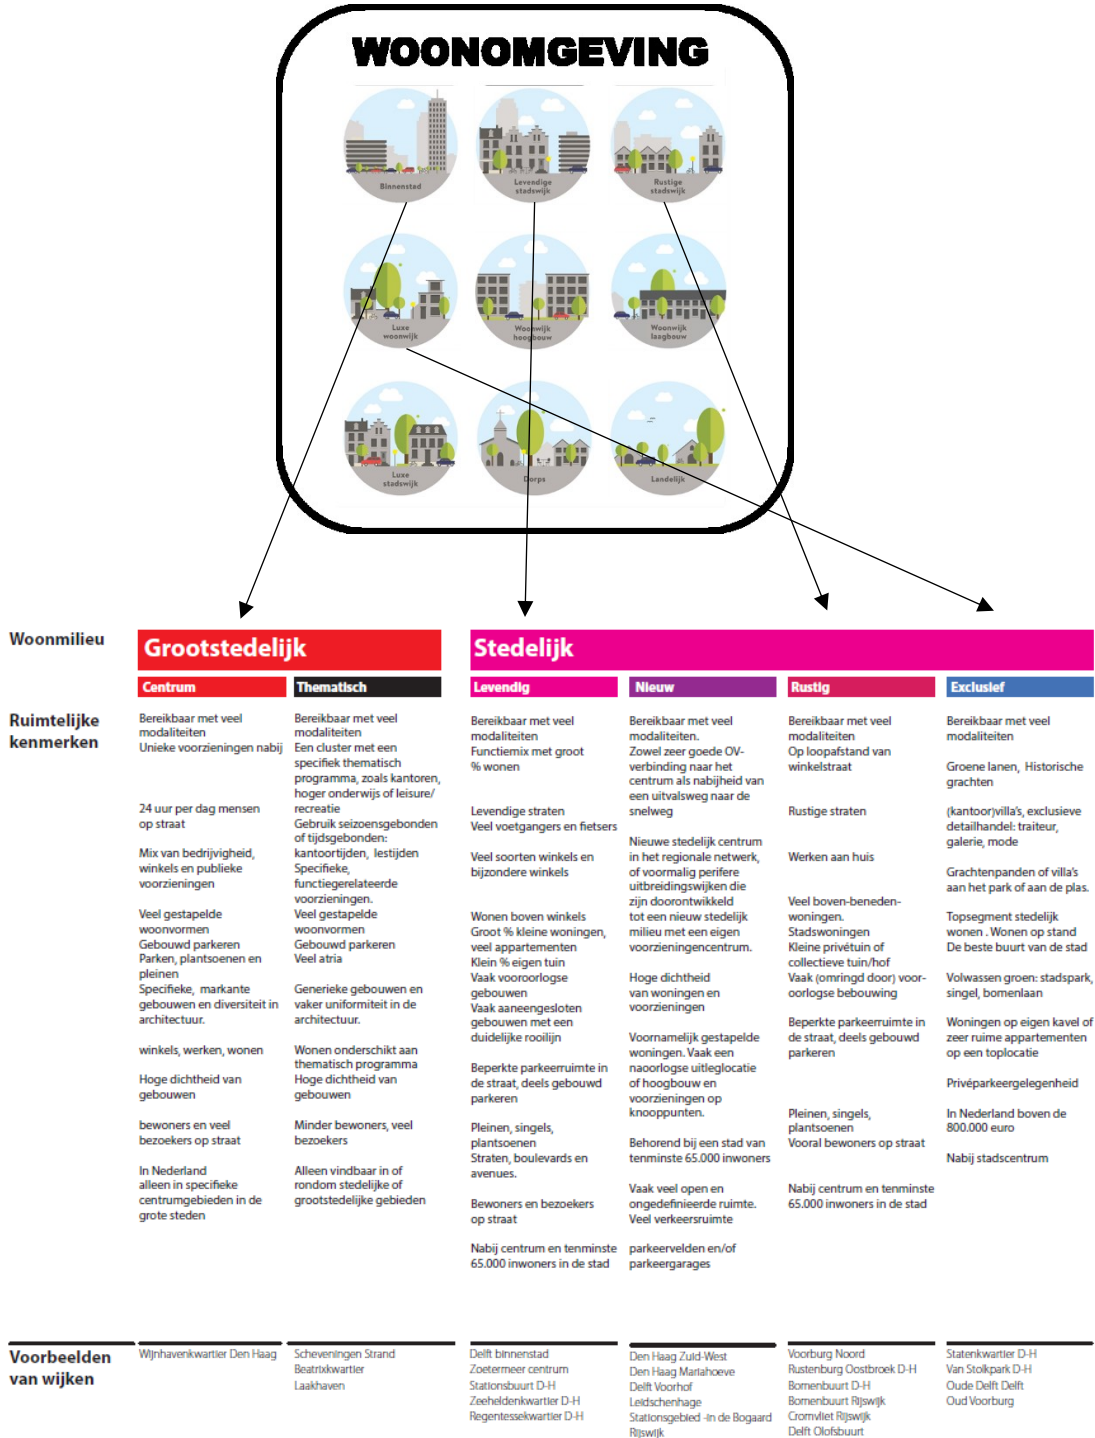 WOONOMGEVING
Binnenstad
Levendige
stadswijk
Rustige
stadswijk
Luxe
woonwijk
Woonwijk
hoogbouw
Woonwijk
laagbouw
Luxe
stadswijk
Dorps
Landelijk
Woonmilieu
Grootstedelijk
Stedelijk
Centrum
Thematisch
Levendig
Nieuw
Rustig
Exclusief
Ruimtelijke
kenmerken
Bereikbaar met veel
modaliteiten
Unieke voorzieningen nabij
24 uur per dag mensen
op straat
Mix van bedrijvigheid,
winkels en publieke
voorzieningen
Veel gestapelde
woonvormen
Gebouwd parkeren
Parken, plantsoenen en
pleinen
Specifieke, markante
gebouwen en diversiteit in
architectuur.
winkels, werken, wonen
Hoge dichtheid van
gebouwen
bewoners en veel
bezoekers op straat
In Nederland
alleen in specifieke
centrumgebieden in de
grote steden
Bereikbaar met veel
modaliteiten
Een cluster met een
specifiek thematisch
programma, zoals kantoren,
hoger onderwijs of leisure/
recreatie
Gebruik seizoensgebonden
of tijdsgebonden:
kantoortijden, lestijden
Specifieke,
functiegerelateerde
voorzieningen.
Veel gestapelde
woonvormen
Gebouwd parkeren
Veel atria
Generieke gebouwen en
vaker uniformiteit in de
architectuur.
Wonen onderschikt aan
thematisch programma
Hoge dichtheid van
gebouwen
Minder bewoners, veel
bezoekers
Alleen vindbaar in of
rondom stedelijke of
grootstedelijke gebieden
Bereikbaar met veel
modaliteiten
Functiemix met groot
% wonen
Levendige straten
Veel voetgangers en fietsers
Veel soorten winkels en
bijzondere winkels
Wonen boven winkels
Groot % kleine woningen,
veel appartementen
Klein % eigen tuin
Vaak vooroorlogse
gebouwen
Vaak aaneengesloten
gebouwen met een
duidelijke rooilijn
Beperkte parkeerruimte in
de straat, deels gebouwd
parkeren
Pleinen, singels,
plantsoenen
Straten, boulevards en
avenues.
Bewoners en bezoekers
op straat
Nabij centrum en tenminste
65.000 inwoners in de stad
Bereikbaar met veel
modaliteiten.
Zowel zeer goede OV-
verbinding naar het
centrum als nabijheid van
een uitvalsweg naar de
snelweg
Nieuwe stedelijk centrum
in het regionale netwerk,
of voormalig perifere
uitbreidingswijken die
zijn doorontwikkeld
tot een nieuw stedelijk
milieu met een eigen
voorzieningencentrum.
Hoge dichtheid
van woningen en
voorzieningen
Voornamelijk gestapelde
woningen. Vaak een
naoorlogse uitleglocatie
of hoogbouw en
voorzieningen op
knooppunten.
Behorend bij een stad van
tenminste 65.000 inwoners
Vaak veel open en
ongedefinieerde ruimte.
Veel verkeersruimte
parkeervelden en/of
parkeergarages
Bereikbaar met veel
modaliteiten
Op loopafstand van
winkelstraat
Rustige straten
Werken aan huis
Veel boven-beneden-
woningen.
Stadswoningen
Kleine privétuin of
collectieve tuin/hof
Vaak (omringd door) voor-
oorlogse bebouwing
Beperkte parkeerruimte in
de straat, deels gebouwd
parkeren
Pleinen, singels,
plantsoenen
Vooral bewoners op straat
Nabij centrum en tenminste
65.000 inwoners in de stad
Bereikbaar met veel
modaliteiten
Groene lanen, Historische
grachten
(kantoor)villa's, exclusieve
detailhandel: traiteur,
galerie, mode
Grachtenpanden of villa's
aan het park of aan de plas.
Topsegment stedelijk
wonen . Wonen op stand
De beste buurt van de stad
Volwassen groen: stadspark,
singel, bomenlaan
Woningen op eigen kavel of
zeer ruime appartementen
op een toplocatie
Privéparkeergelegenheid
In Nederland boven de
800.000 euro
Nabij stadscentrum
Voorbeelden
van wijken
Wijnhavenkwartier Den Haag
Scheveningen Strand
Beatrixkwartier
Laakhaven
Delft binnenstad
Zoetermeer centrum
Stationsbuurt D-H
Zeeheldenkwartier D-H
Regentessekwartier D-H
Den Haag Zuid-West
Den Haag Mariahoeve
Delft Voorhof
Leidschenhage
Stationsgebied -in de Bogaard
Rijswijk
Voorburg Noord
Rustenburg Oostbroek D-H
Bomenbuurt D-H
Bomenbuurt Rijswijk
Cromvliet Rijswijk
Delft Olofsbuurt
Statenkwartier D-H
Van Stolkpark D-H
Oude Delft Delft
Oud Voorburg